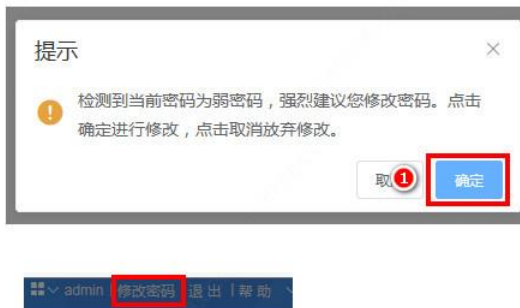 提示
检测到当前密码为弱密码，强烈建议您修改密码。点击
确定进行修改，点击取消放弃修改。
取 1 确定
admin | 修改密码 | 退出 | 帮助